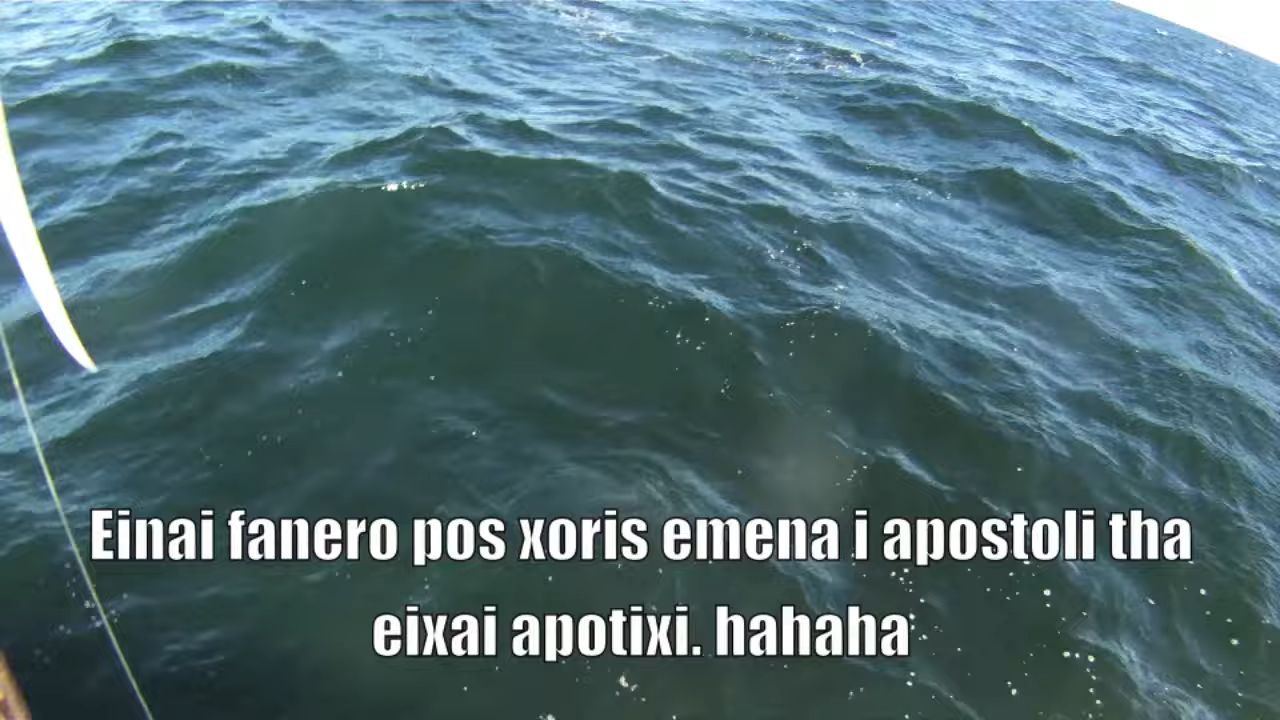 Einai fanero pos xoris emena i apostoli tha
eixai apotixi. hahaha